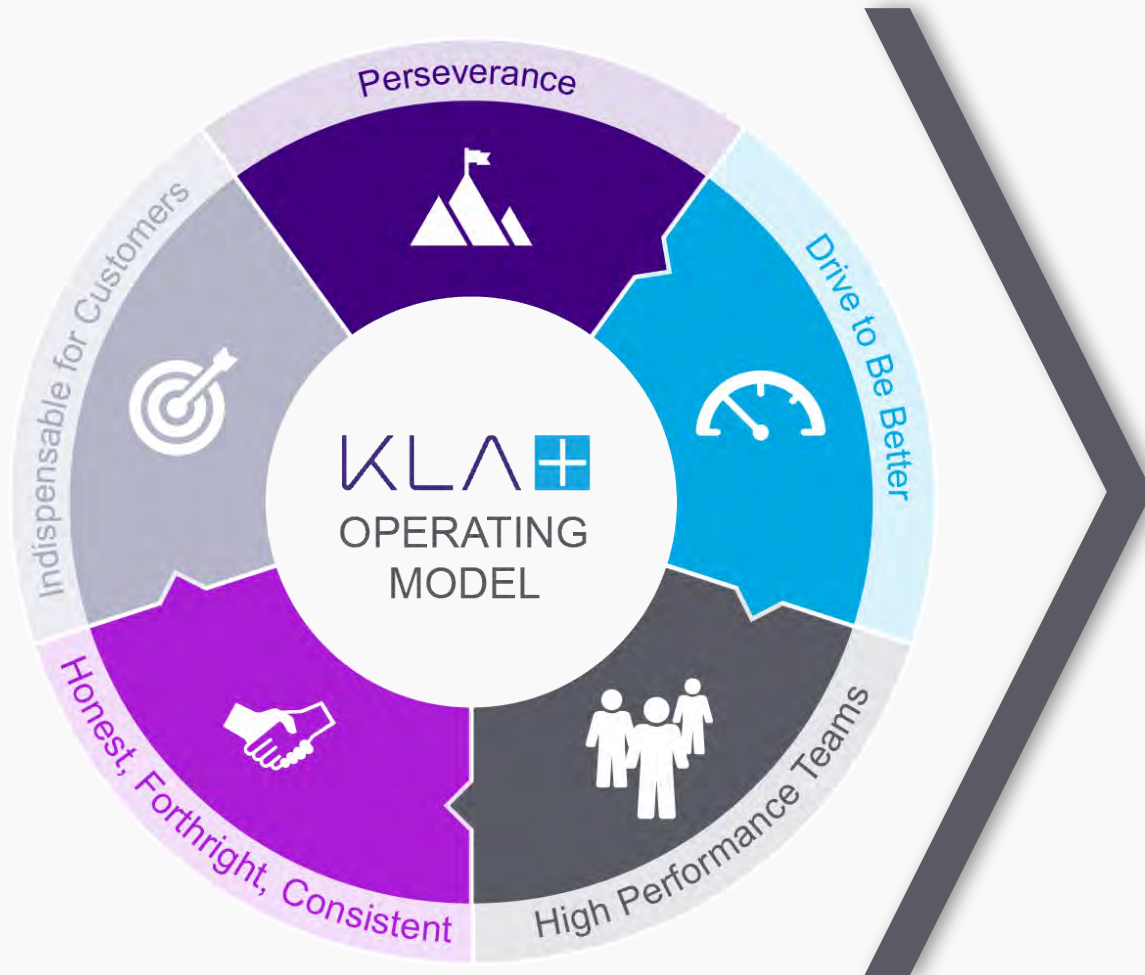 Perseverance
Drive to Be Better
High Performance Teams
Honest, Forthright, Consistent
Indispensable for Customers
KLA+
OPERATING
MODEL